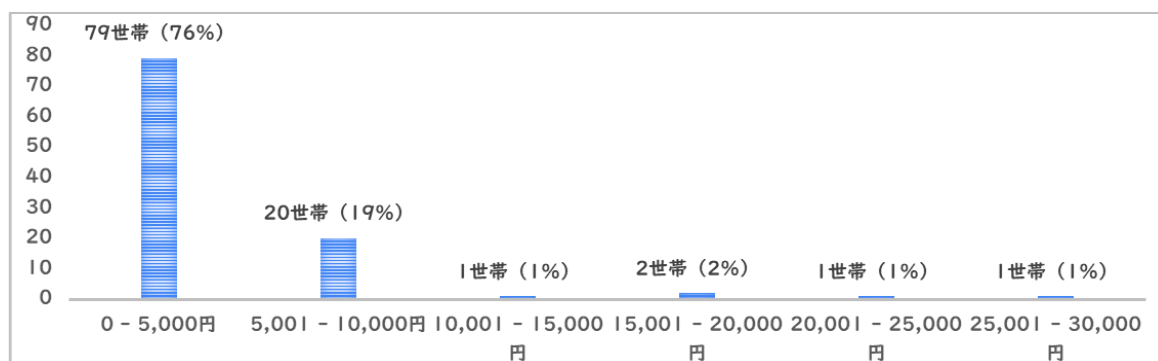 90
80
70
60
50
40
30
20
10
0
79世帯（76%）
20世帯（19%）
1世帯（1%）
2世帯（2%）
1世帯（1%）
1世帯（1%）
0 - 5,000円
5,001 - 10,000円
10,001 - 15,000
円
15,001 - 20,000
円
20,001 - 25,000
円
25,001 - 30,000
円